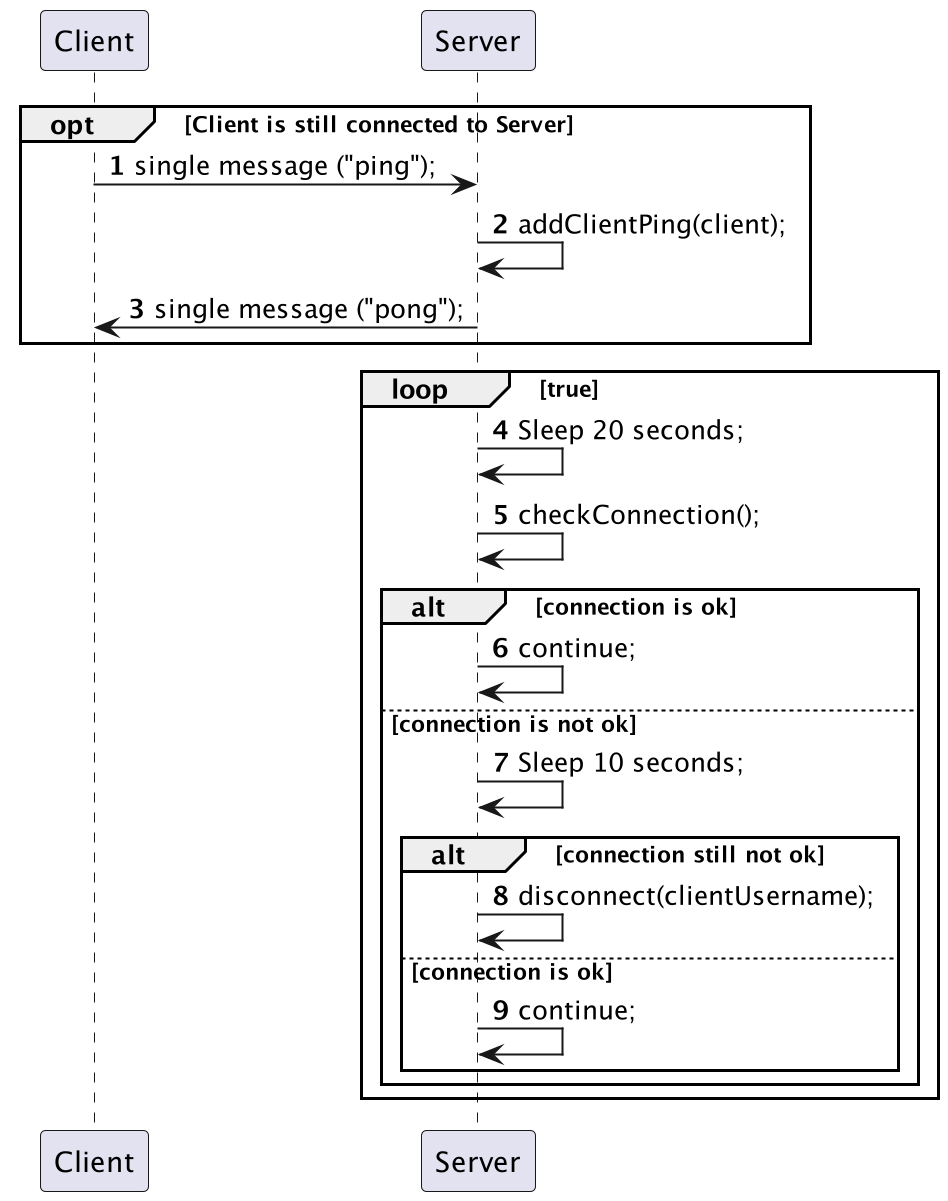 Client Server
opt [Client is still connected to Server]
1 single message ("ping");
2 addClientPing(client);
3 single message ("pong");
loop [true]
4 Sleep 20 seconds;
5 checkConnection();
alt [connection is ok]
6 continue;
[connection is not ok]
7 Sleep 10 seconds;
alt [connection still not ok]
8 disconnect(clientUsername);
[connection is ok]
9 continue;
Client Server